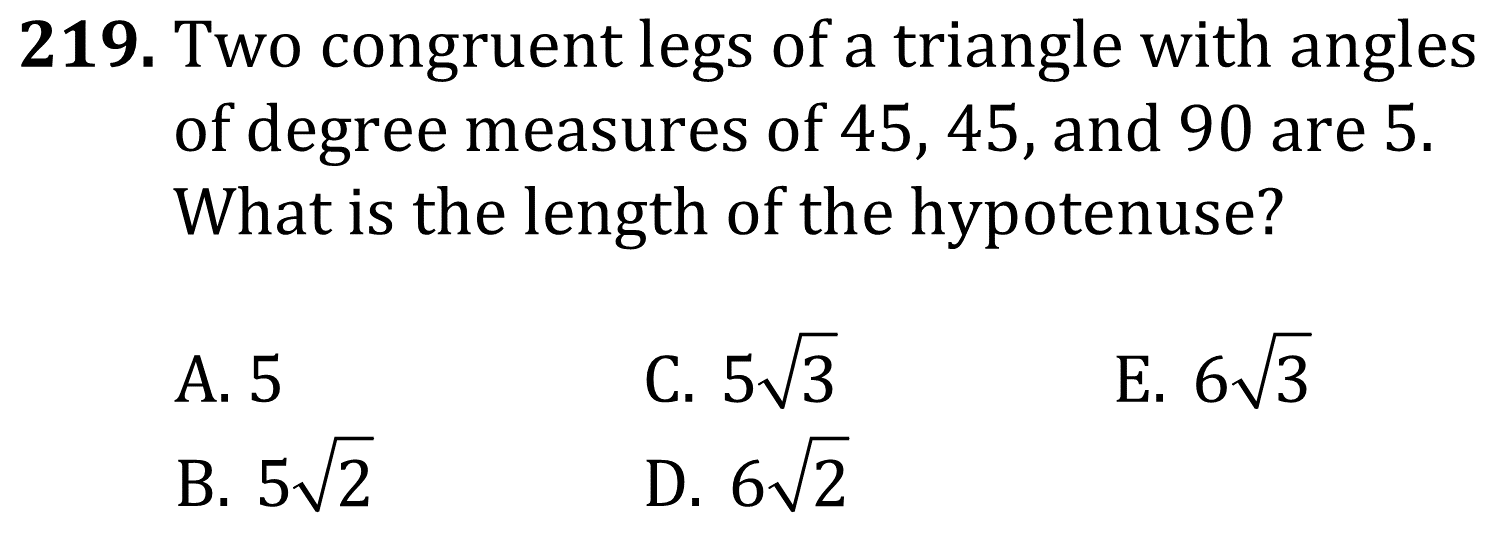 219. Two congruent legs of a triangle with angles
of degree measures of 45, 45, and 90 are 5.
What is the length of the hypotenuse?
A. 5 C. 5√3 E. 6√3
B. 5√2 D. 6√2